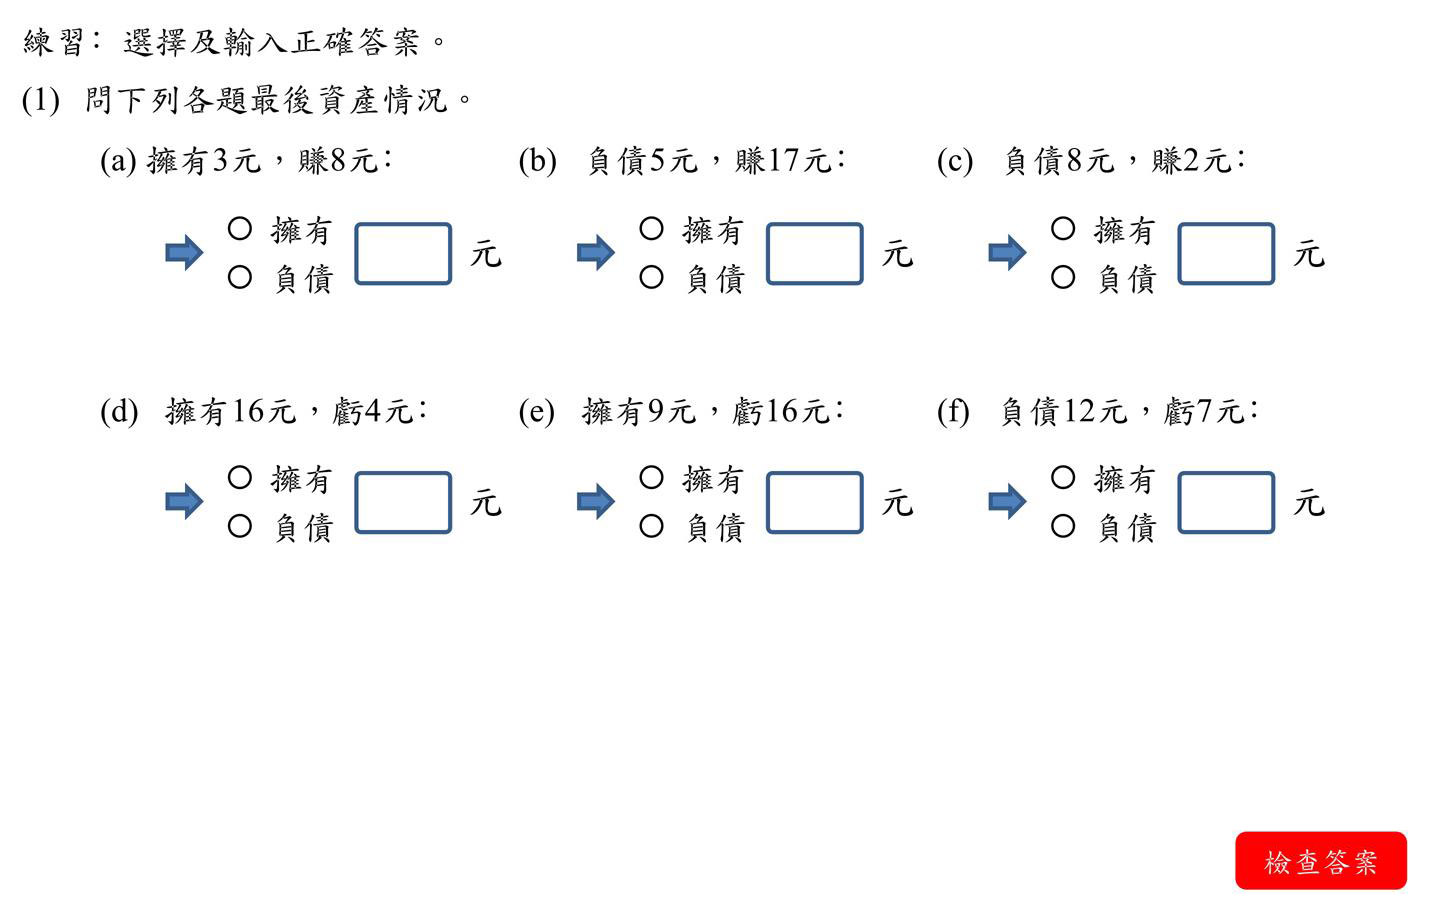 練習：選擇及輸入正確答案。
(1) 問下列各題最後資產情況。
(a) 擁有3元，賺8元：
(b) 負債5元，賺17元：
(c) 負債8元，賺2元：
擁有
負債
元
擁有
負債
元
擁有
負債
元
(d) 擁有16元，虧4元：
(e) 擁有9元，虧16元：
(f) 負債12元，虧7元：
擁有
負債
元
擁有
負債
元
擁有
負債
元
檢查答案